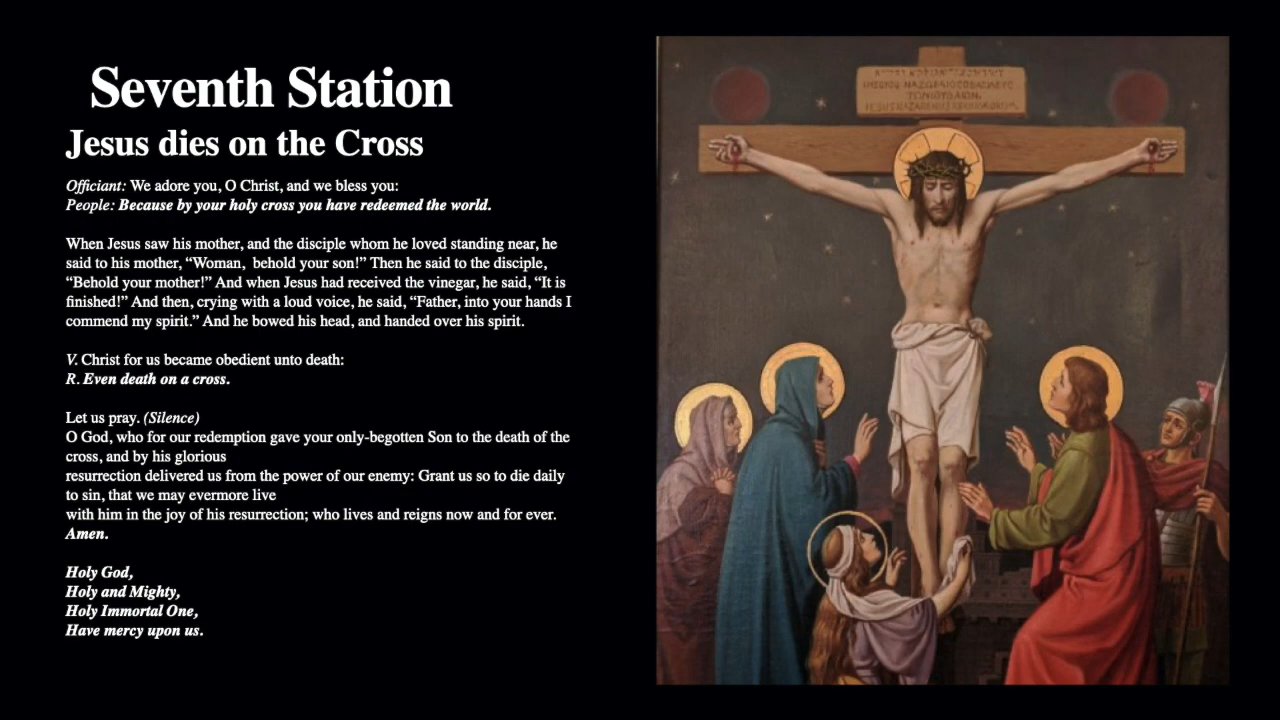 Seventh Station
Jesus dies on the Cross
Officiant: We adore you, O Christ, and we bless you:
People: Because by your holy cross you have redeemed the world.
When Jesus saw his mother, and the disciple whom he loved standing near, he
said to his mother, “Woman,  behold your son!” Then he said to the disciple,
“Behold your mother!” And when Jesus had received the vinegar, he said, “It is
finished!” And then, crying with a loud voice, he said, “Father, into your hands I
commend my spirit.” And he bowed his head, and handed over his spirit.
V. Christ for us became obedient unto death:
R. Even death on a cross.
Let us pray. (Silence)
O God, who for our redemption gave your only-begotten Son to the death of the
cross, and by his glorious
resurrection delivered us from the power of our enemy: Grant us so to die daily
to sin, that we may evermore live
with him in the joy of his resurrection; who lives and reigns now and for ever.
Amen.
Holy God,
Holy and Mighty,
Holy Immortal One,
Have mercy upon us.